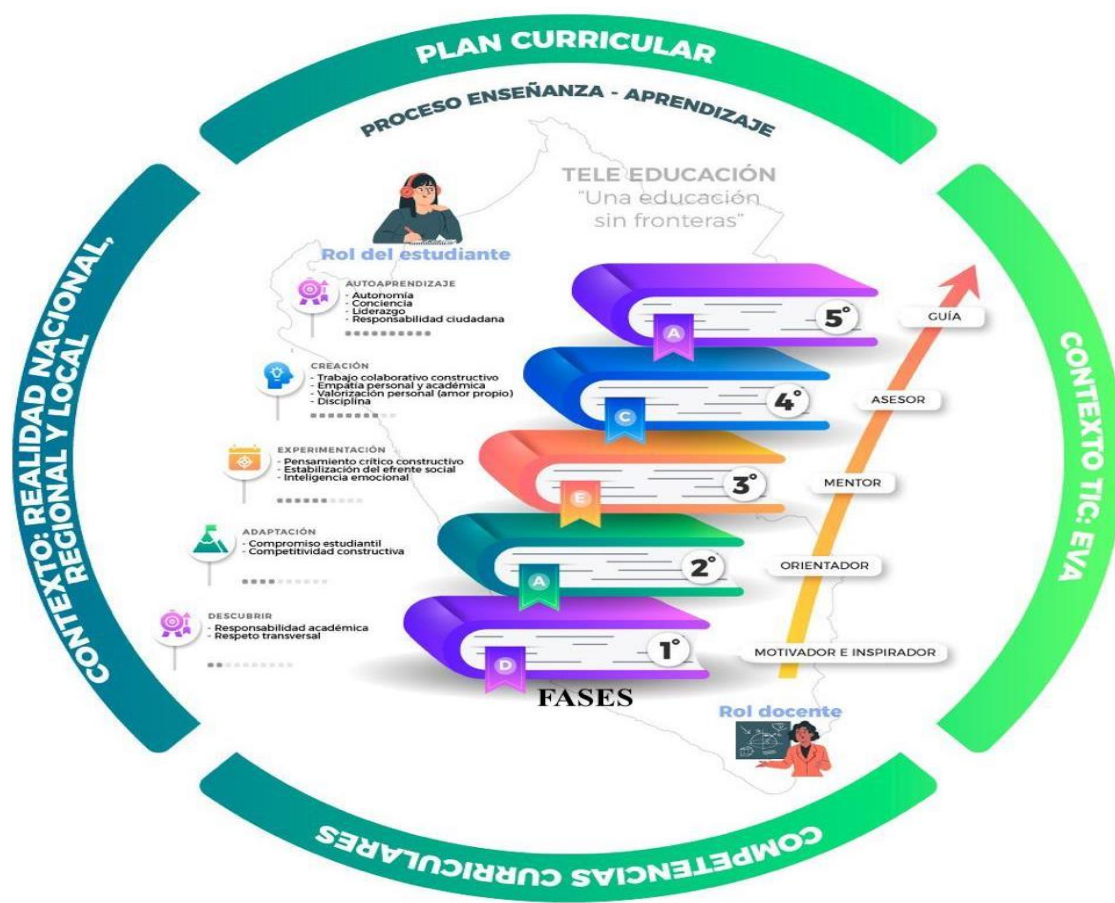 PLAN CURRICULAR
PROCESO ENSEÑANZA - APRENDIZAJE
TELE EDUCACIÓN
"Una educación
sin fronteras"
Rol del estudiante
AUTOAPRENDIZAJE
- Autonomía
- Conciencia
- Liderazgo
- Responsabilidad ciudadana
A
5°
GUÍA
CREACIÓN
- Trabajo colaborativo constructivo
- Empatía personal y académica
- Valorización personal (amor propio)
- Disciplina
C
4°
ASESOR
EXPERIMENTACIÓN
- Pensamiento crítico constructivo
- Estabilización del efrente social
- Inteligencia emocional
E
3°
MENTOR
ADAPTACIÓN
- Compromiso estudiantil
- Competitividad constructiva
A
2°
ORIENTADOR
DESCUBRIR
- Responsabilidad académica
- Respeto transversal
D
1°
MOTIVADOR E INSPIRADOR
FASES
Rol docente
CONTEXTO: REALIDAD NACIONAL,
REGIONAL Y LOCAL
CONTEXTO TIC: EVA
COMPETENCIAS CURRICULARES